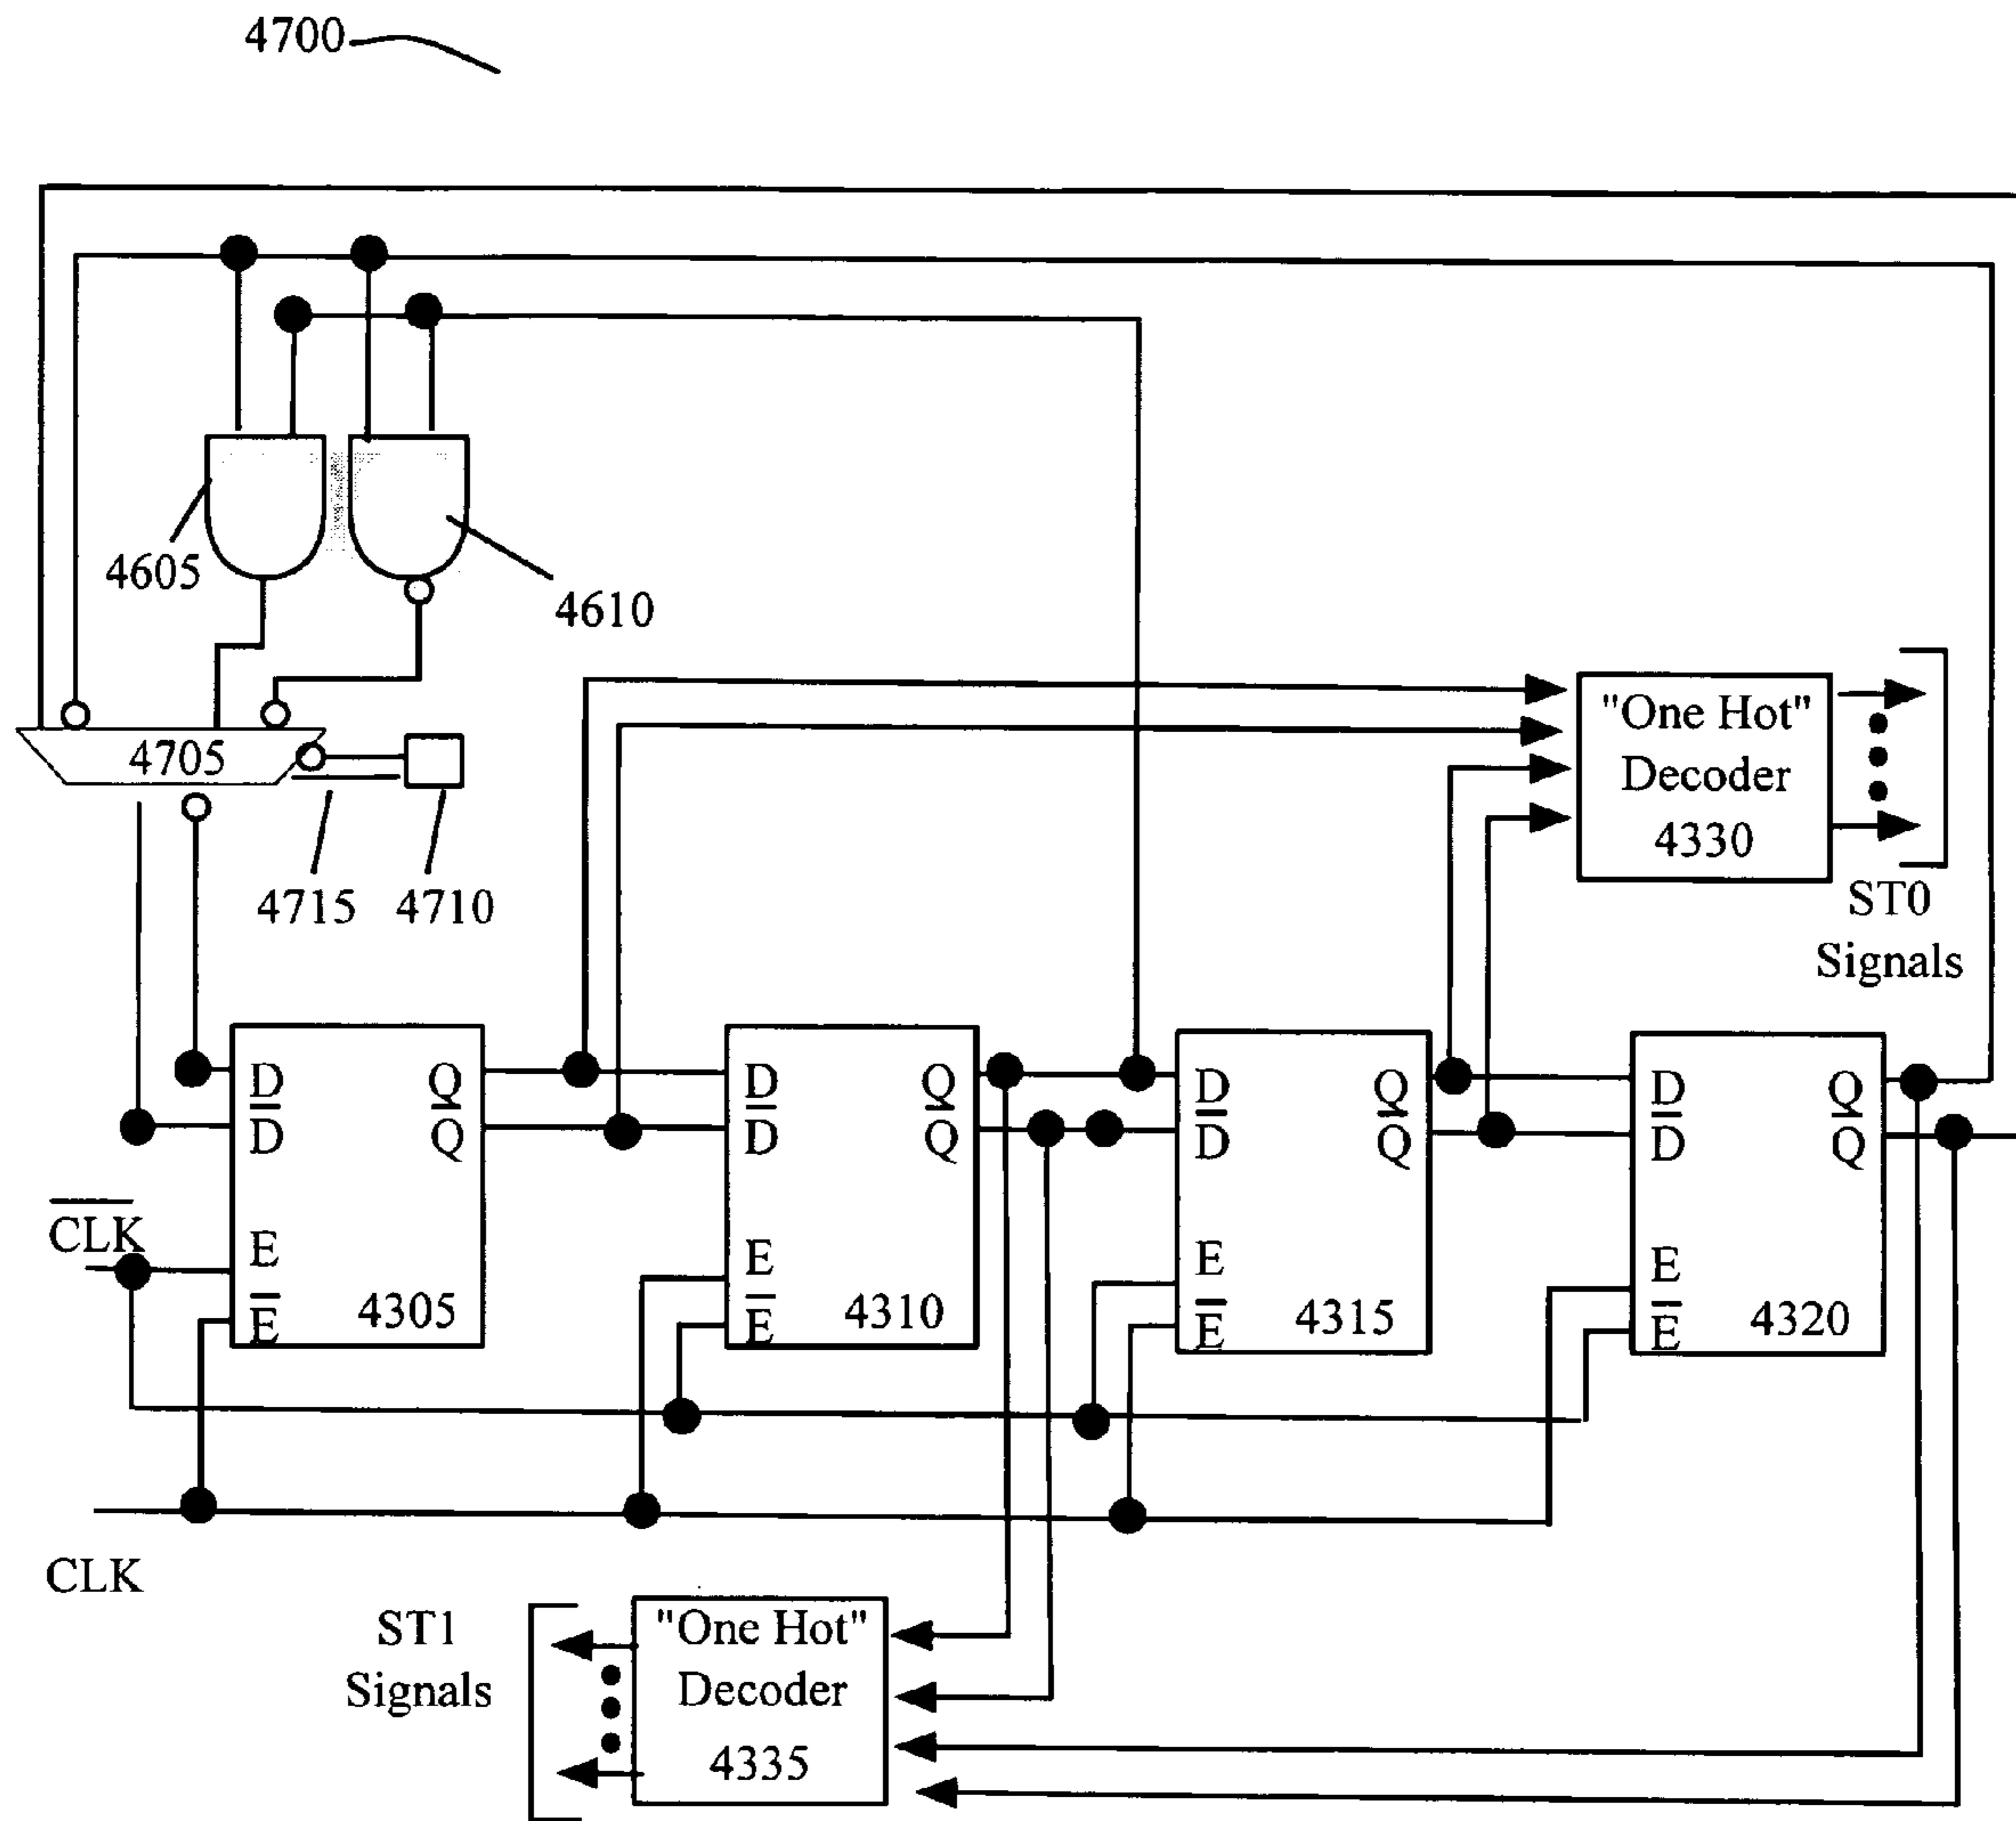 4700
4605
4610
4705
4715
4710
"One Hot"
Decoder
4330
ST0
Signals
D Q
D̅ Q̅
E
E̅
4305
D Q
D̅ Q̅
E
E̅
4310
D Q
D̅ Q̅
E
E̅
4315
D Q
D̅ Q̅
E
E̅
4320
C̅L̅K̅
CLK
ST1
Signals
"One Hot"
Decoder
4335